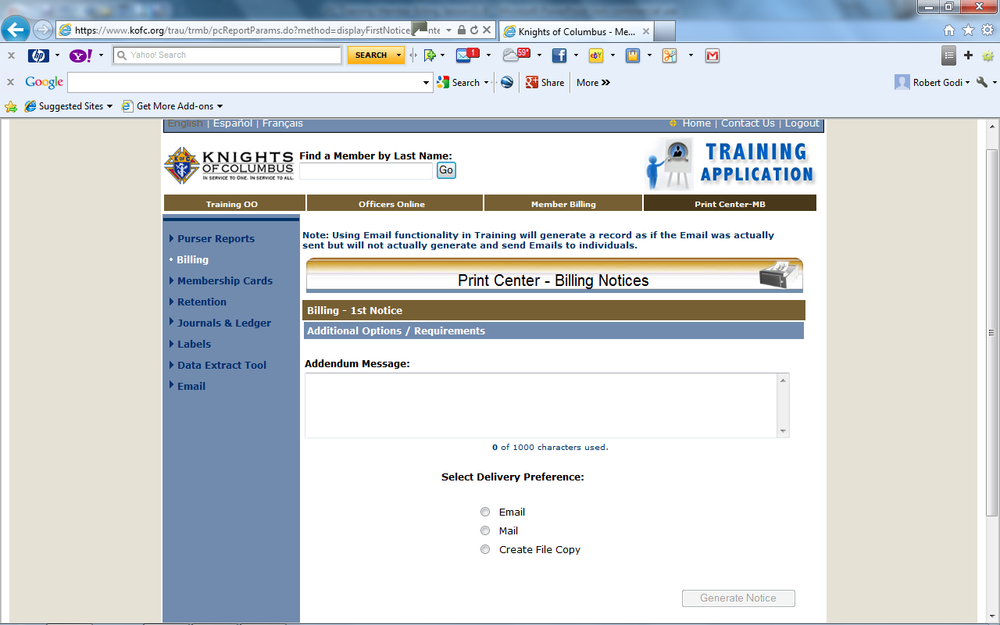 https://www.kofc.org/trau/trmb/pcReportParams.do?method=displayFirstNotice
Knights of Columbus - Me...
Yahoo! Search
SEARCH
1
59°
eBY
x Google
Search
Share
More »
Robert Godi
Suggested Sites
Get More Add-ons
English | Español | Français
Home | Contact Us | Logout
KNIGHTS
OF COLUMBUS
IN SERVICE TO ONE. IN SERVICE TO ALL.
Find a Member by Last Name:
Go
TRAINING
APPLICATION
Training OO
Officers Online
Member Billing
Print Center-MB
Purser Reports
Billing
Membership Cards
Retention
Journals & Ledger
Labels
Data Extract Tool
Email
Note: Using Email functionality in Training will generate a record as if the Email was actually
sent but will not actually generate and send Emails to individuals.
Print Center - Billing Notices
Billing - 1st Notice
Additional Options / Requirements
Addendum Message:
0 of 1000 characters used.
Select Delivery Preference:
Email
Mail
Create File Copy
Generate Notice